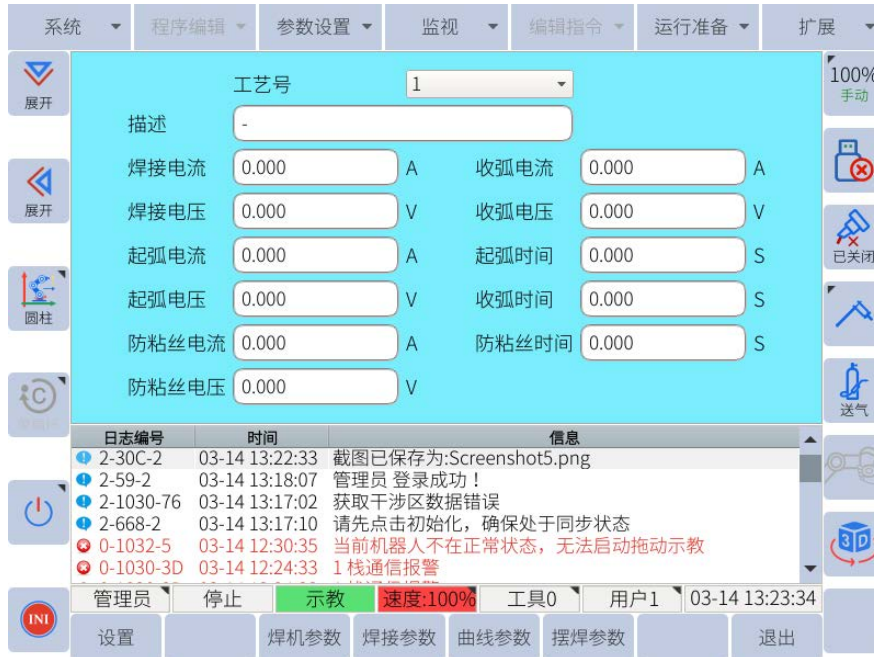 系统 程序编辑 参数设置 监视 编辑指令 运行准备 扩展
展开
展开
圆柱
工艺号 1
描述 -
焊接电流 0.000 A 收弧电流 0.000 A
焊接电压 0.000 V 收弧电压 0.000 V
起弧电流 0.000 A 起弧时间 0.000 S
起弧电压 0.000 V 收弧时间 0.000 S
防粘丝电流 0.000 A 防粘丝时间 0.000 S
防粘丝电压 0.000 V
100%
手动
已关闭
送气
3D
日志编号 时间 信息
2-30C-2 03-14 13:22:33 截图已保存为:Screenshot5.png
2-59-2 03-14 13:18:07 管理员 登录成功！
2-1030-76 03-14 13:17:02 获取干涉区数据错误
2-668-2 03-14 13:17:10 请先点击初始化，确保处于同步状态
0-1032-5 03-14 12:30:35 当前机器人不在正常状态，无法启动拖动示教
0-1030-3D 03-14 12:24:33 1栈通信报警
管理员 停止 示教 速度:100% 工具0 用户1 03-14 13:23:34
INI
设置 焊机参数 焊接参数 曲线参数 摆焊参数 退出